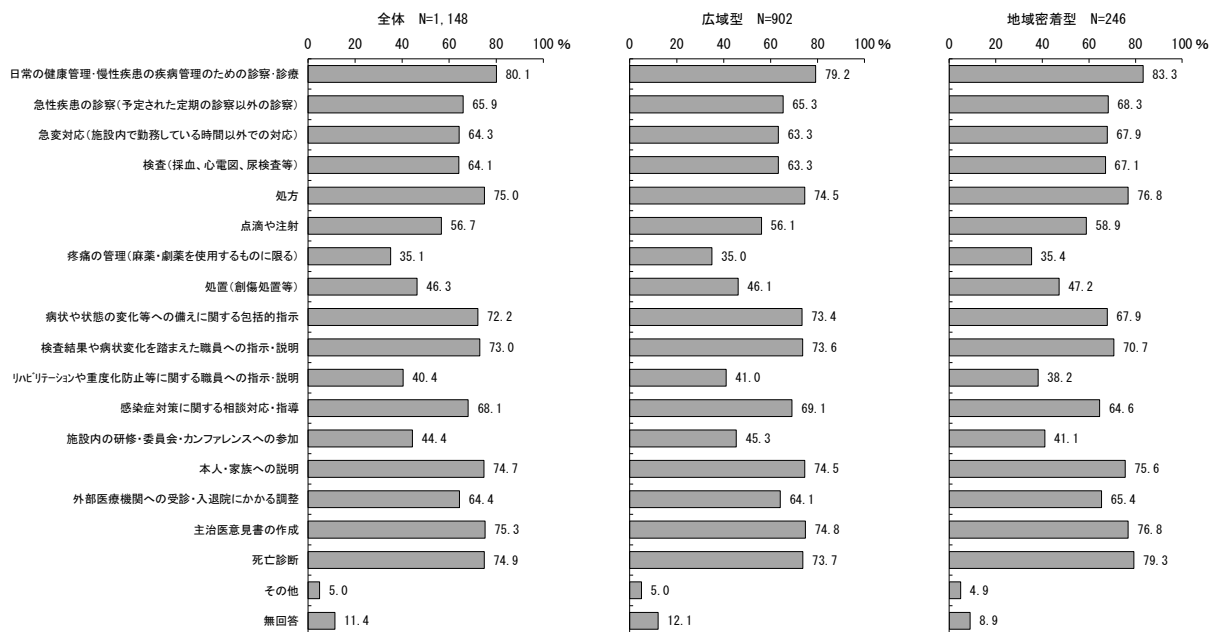 全体 N=1,148 広域型 N=902 地域密着型 N=246
0 20 40 60 80 100 % 0 20 40 60 80 100 % 0 20 40 60 80 100 %
日常の健康管理・慢性疾患の疾病管理のための診察・診療 80.1 79.2 83.3
急性疾患の診察(予定された定期の診察以外の診察) 65.9 65.3 68.3
急変対応(施設内で勤務している時間以外での対応) 64.3 63.3 67.9
検査(採血、心電図、尿検査等) 64.1 63.3 67.1
処方 75.0 74.5 76.8
点滴や注射 56.7 56.1 58.9
疼痛の管理(麻薬・劇薬を使用するものに限る) 35.1 35.0 35.4
処置(創傷処置等) 46.3 46.1 47.2
病状や状態の変化等への備えに関する包括的指示 72.2 73.4 67.9
検査結果や病状変化を踏まえた職員への指示・説明 73.0 73.6 70.7
ﾘﾊﾋﾞﾘﾃｰｼｮﾝや重度化防止等に関する職員への指示・説明 40.4 41.0 38.2
感染症対策に関する相談対応・指導 68.1 69.1 64.6
施設内の研修・委員会・カンファレンスへの参加 44.4 45.3 41.1
本人・家族への説明 74.7 74.5 75.6
外部医療機関への受診・入退院にかかる調整 64.4 64.1 65.4
主治医意見書の作成 75.3 74.8 76.8
死亡診断 74.9 73.7 79.3
その他 5.0 5.0 4.9
無回答 11.4 12.1 8.9